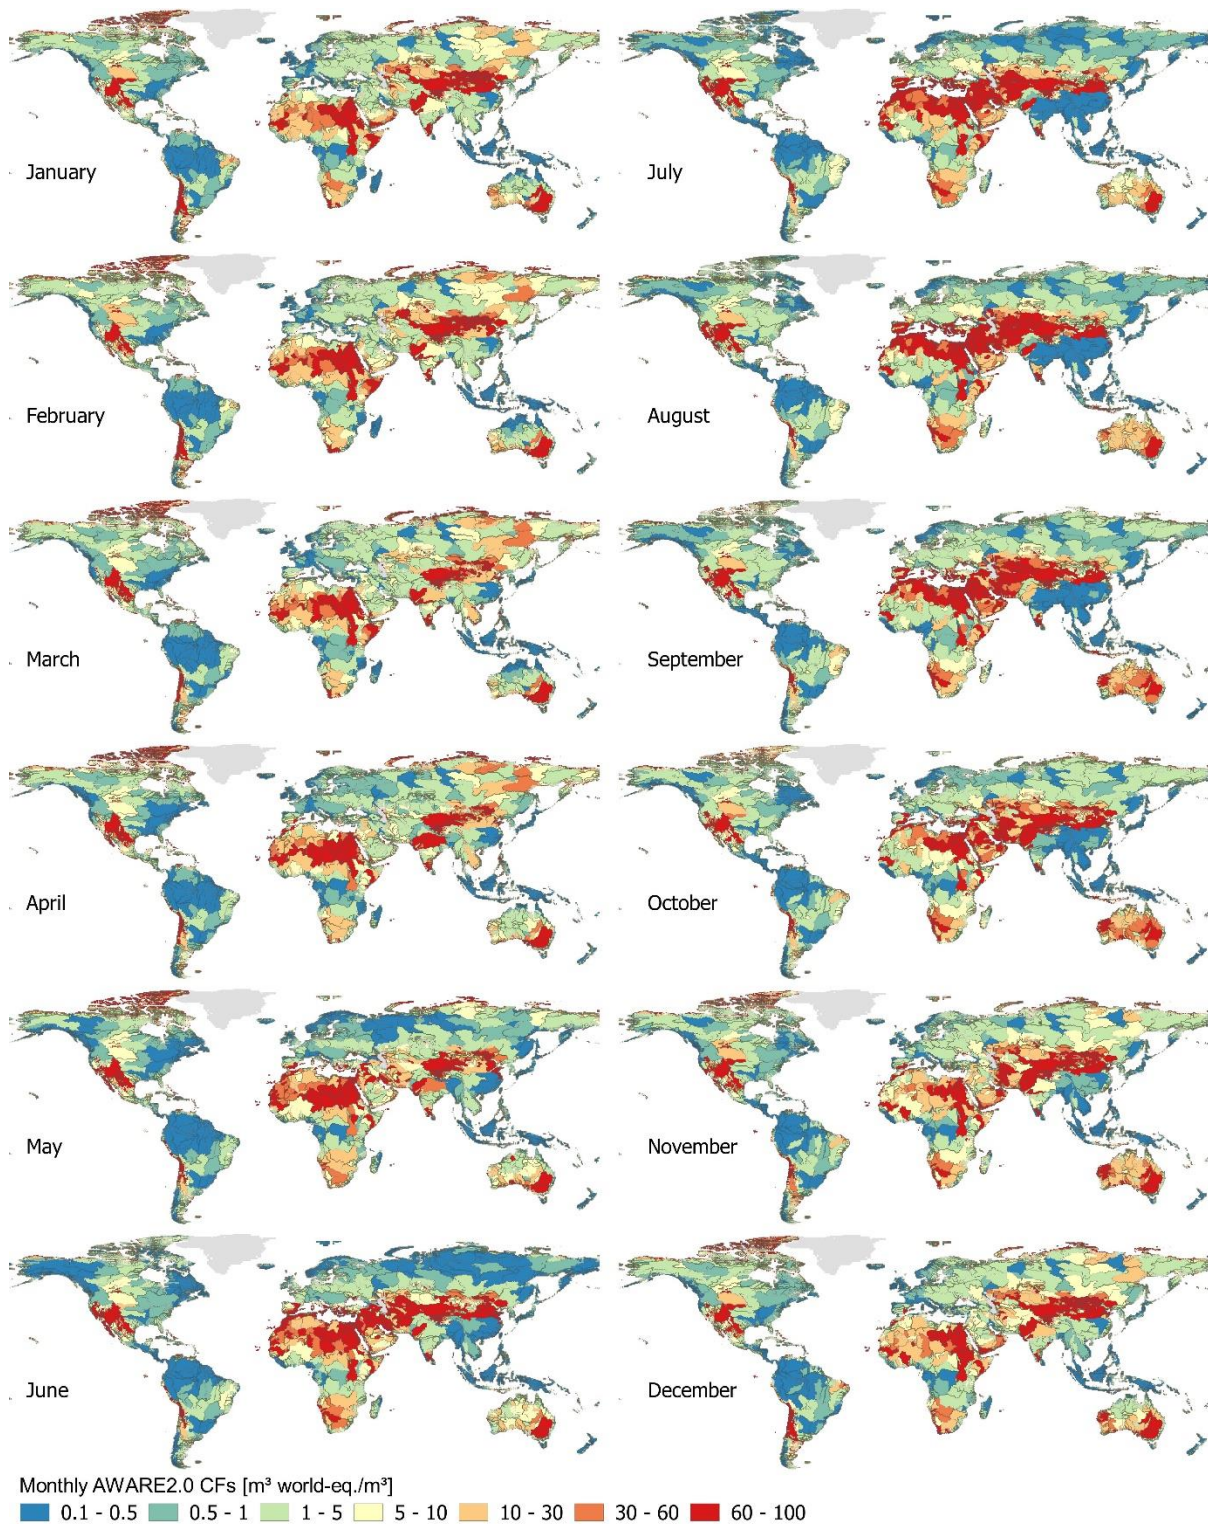 January
July
February
August
March
September
April
October
May
November
June
December
Monthly AWARE2.0 CFs [m³ world-eq./m³]
0.1 - 0.5 0.5 - 1 1 - 5 5 - 10 10 - 30 30 - 60 60 - 100